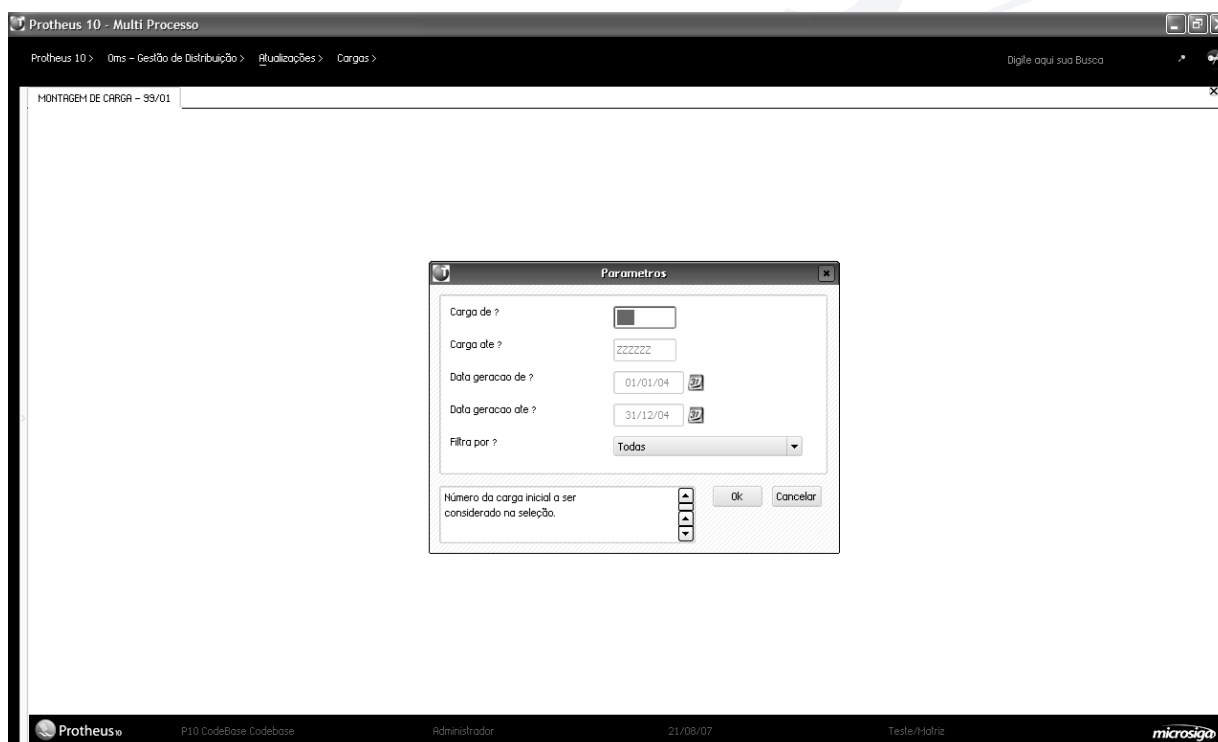 Protheus 10 - Multi Processo
Protheus 10 > Oms - Gestão de Distribuição > Atualizações > Cargas > Digite aqui sua Busca
MONTAGEM DE CARGA - 99/01
Parametros
Carga de ?
Carga ate ? ZZZZZZ
Data geracao de ? 01/01/04
Data geracao ate ? 31/12/04
Filtra por ? Todas
Número da carga inicial a ser
considerado na seleção.
Ok Cancelar
Protheus 10 P10 CodeBase Codebase Administrador 21/08/07 Teste/Matriz microsiga